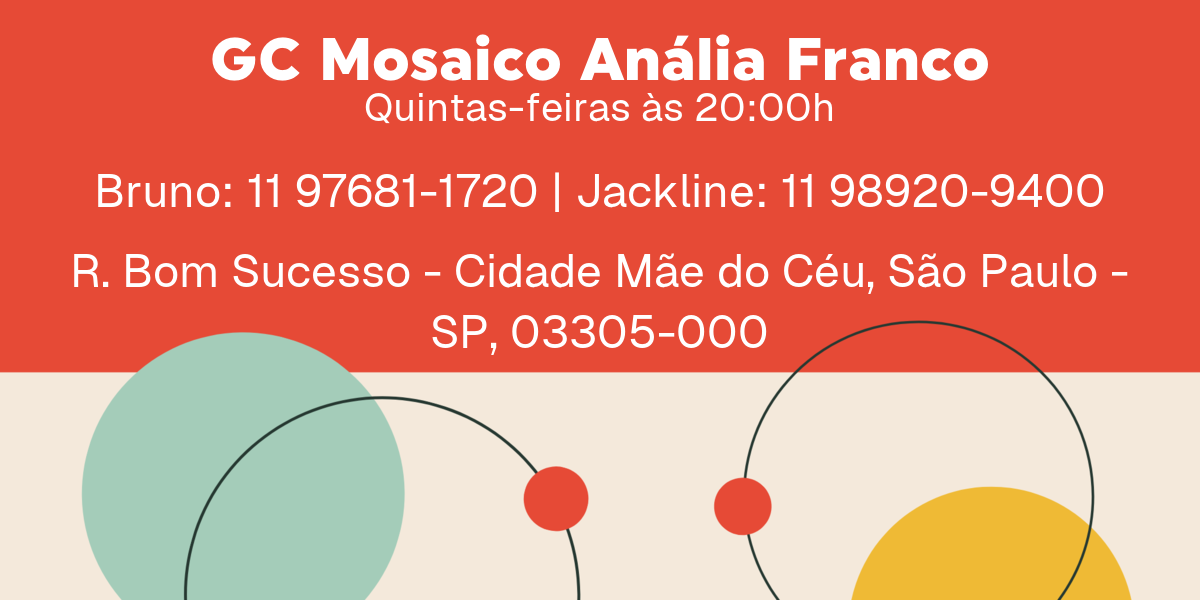 GC Mosaico Anália Franco
Quintas-feiras às 20:00h
Bruno: 11 97681-1720 | Jackline: 11 98920-9400
R. Bom Sucesso - Cidade Mãe do Céu, São Paulo -
SP, 03305-000